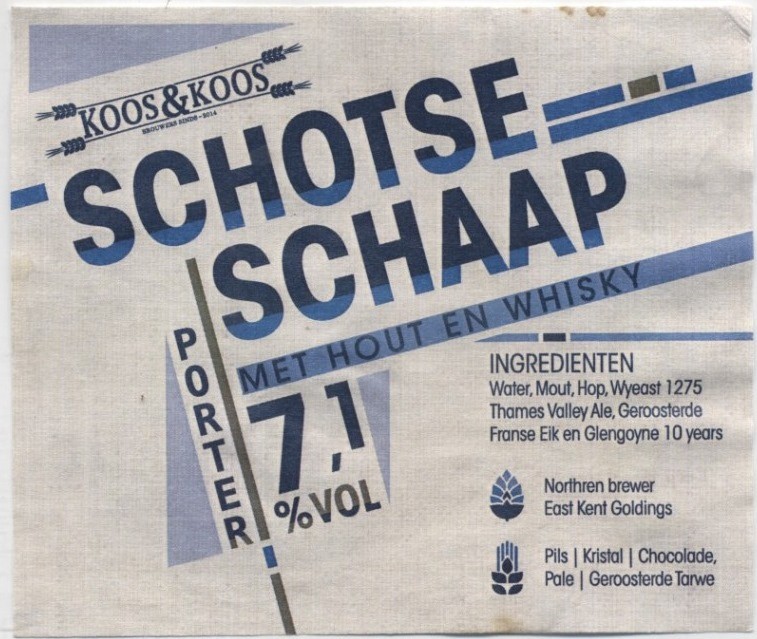 KOOS&KOOS
BROUWERS SINDS - 2014
SCHOTSE
SCHAAP
MET HOUT EN WHISKY
PORTER
7,1
%VOL
INGREDIENTEN
Water, Mout, Hop, Wyeast 1275
Thames Valley Ale, Geroosterde
Franse Eik en Glengoyne 10 years
Northren brewer
East Kent Goldings
Pils | Kristal | Chocolade,
Pale | Geroosterde Tarwe